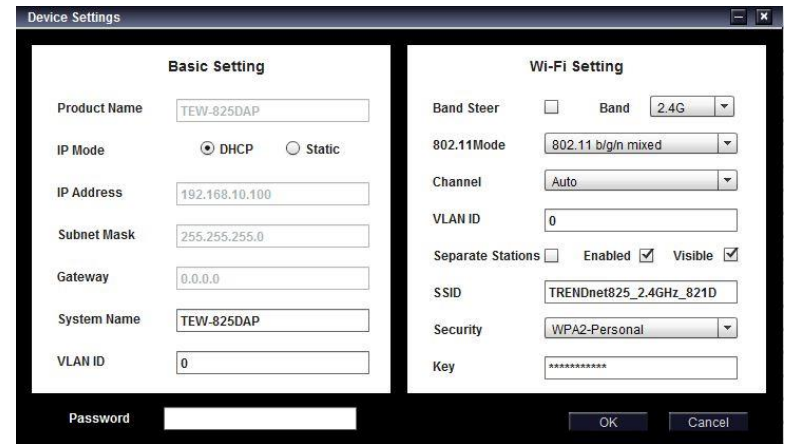 Device Settings
Basic Setting
Product Name TEW-825DAP
IP Mode DHCP Static
IP Address 192.168.10.100
Subnet Mask 255.255.255.0
Gateway 0.0.0.0
System Name TEW-825DAP
VLAN ID 0
Wi-Fi Setting
Band Steer Band 2.4G
802.11Mode 802.11 b/g/n mixed
Channel Auto
VLAN ID 0
Separate Stations Enabled Visible
SSID TRENDnet825_2.4GHz_821D
Security WPA2-Personal
Key ***********
Password
OK Cancel